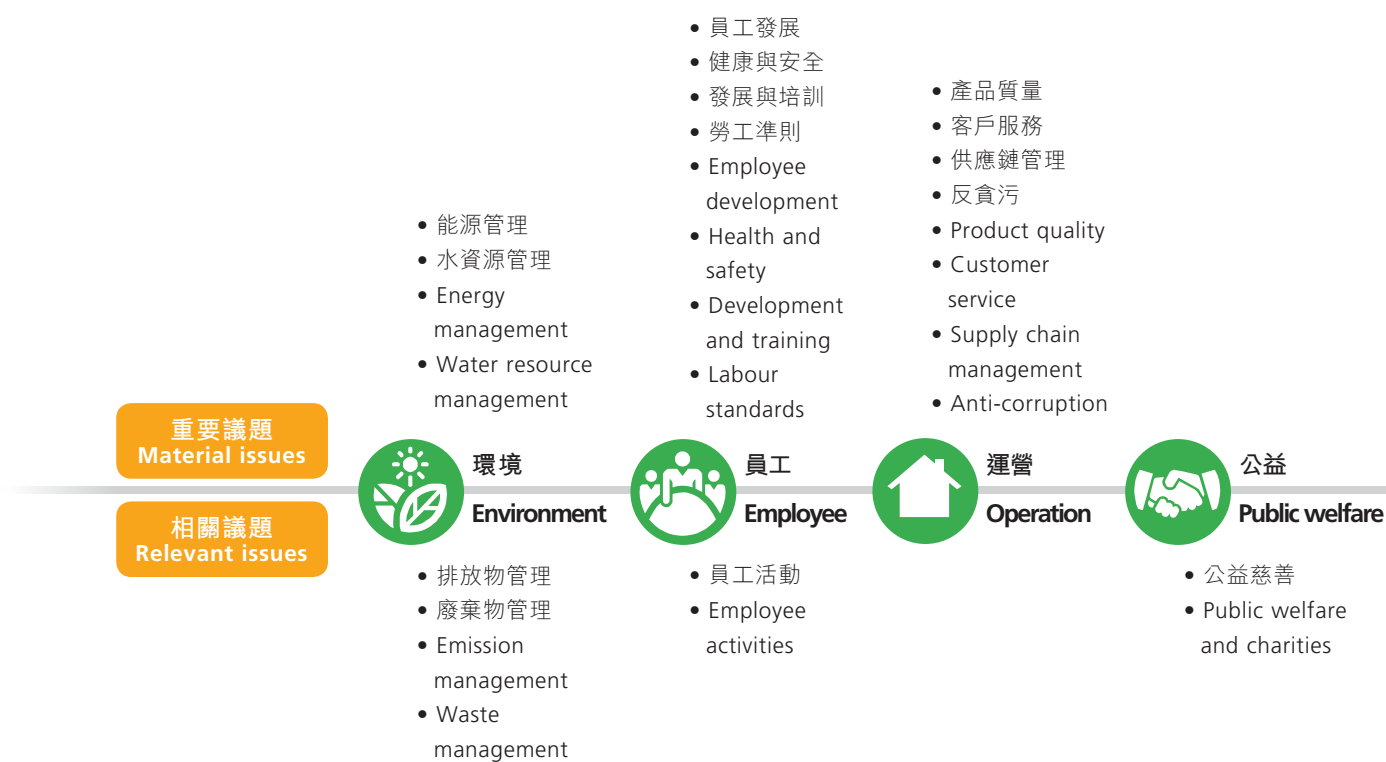 • 員工發展
• 健康與安全
• 發展與培訓
• 勞工準則
• Employee
development
• Health and
safety
• Development
and training
• Labour
standards
• 產品質量
• 客戶服務
• 供應鏈管理
• 反貪污
• Product quality
• Customer
service
• Supply chain
management
• Anti-corruption
• 能源管理
• 水資源管理
• Energy
management
• Water resource
management
重要議題
Material issues
相關議題
Relevant issues
環境
Environment
員工
Employee
運營
Operation
公益
Public welfare
• 排放物管理
• 廢棄物管理
• Emission
management
• Waste
management
• 員工活動
• Employee
activities
• 公益慈善
• Public welfare
and charities